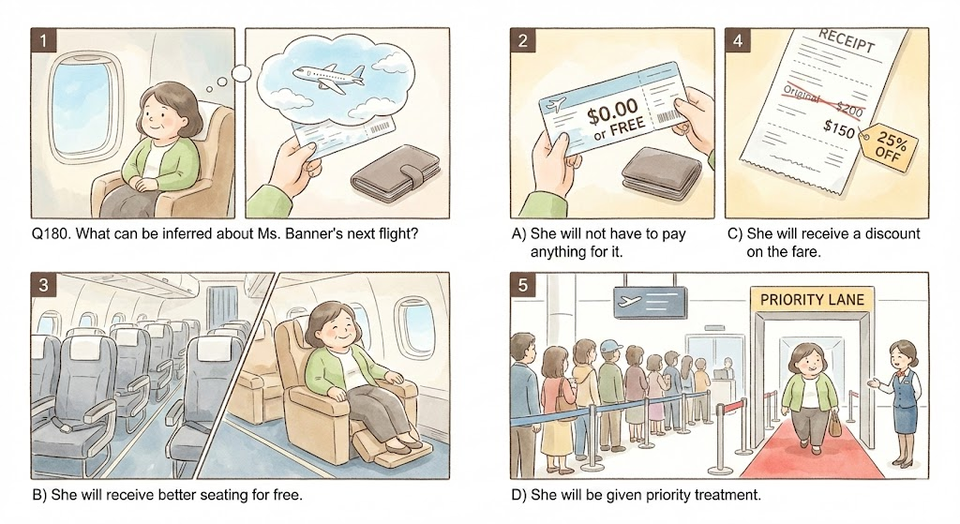 1
Q180. What can be inferred about Ms. Banner's next flight?
2
$0.00
or FREE
A) She will not have to pay
anything for it.
4
RECEIPT
Original $200
$150
25%
OFF
C) She will receive a discount
on the fare.
3
B) She will receive better seating for free.
5
PRIORITY LANE
D) She will be given priority treatment.